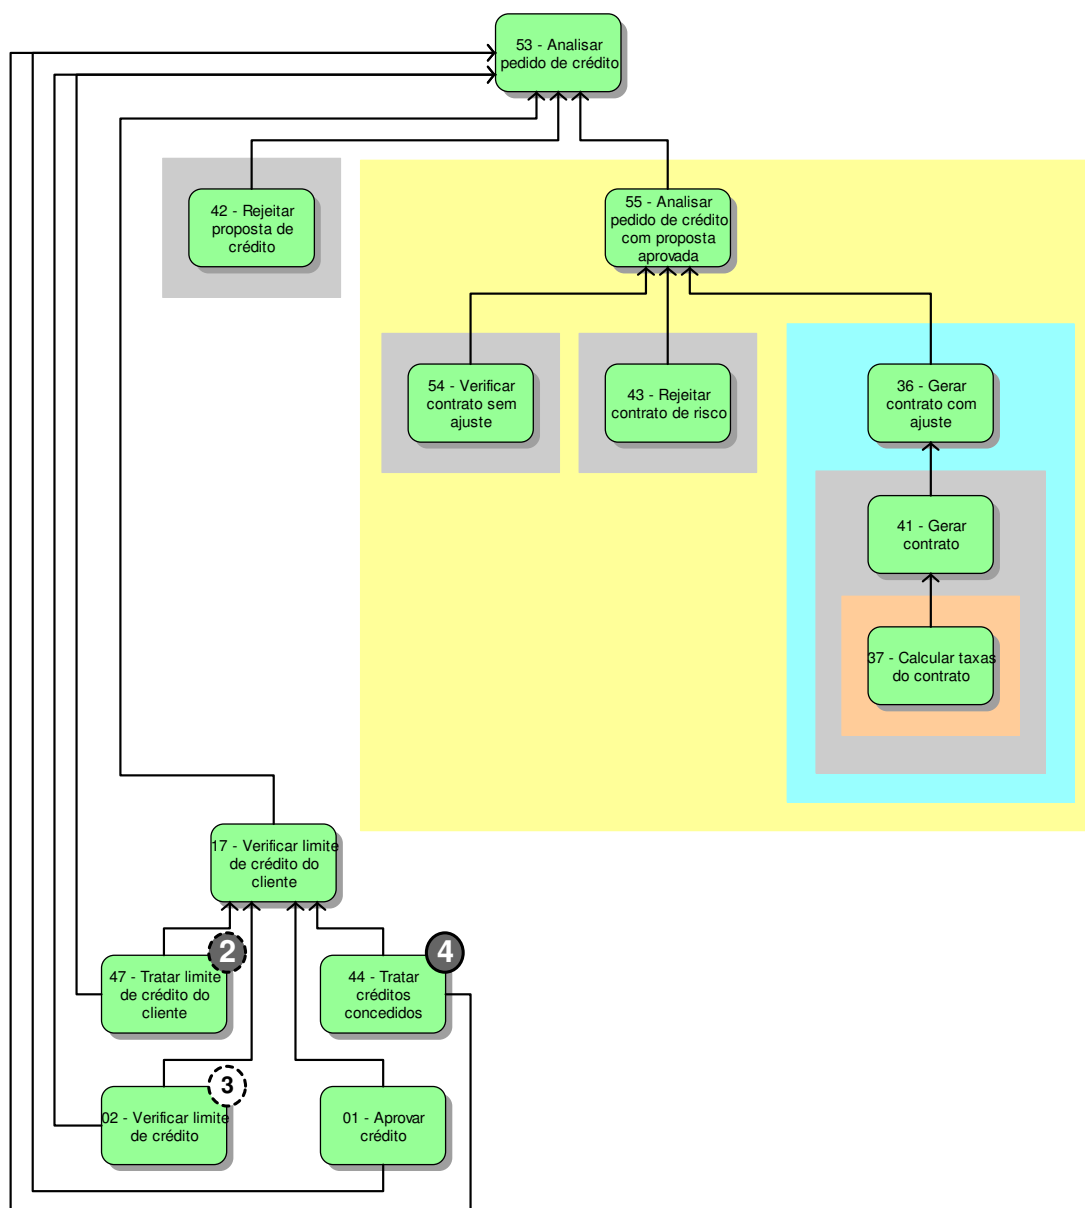 53 - Analisar
pedido de crédito
42 - Rejeitar
proposta de
crédito
55 - Analisar
pedido de crédito
com proposta
aprovada
54 - Verificar
contrato sem
ajuste
43 - Rejeitar
contrato de risco
36 - Gerar
contrato com
ajuste
41 - Gerar
contrato
37 - Calcular taxas
do contrato
17 - Verificar limite
de crédito do
cliente
2
47 - Tratar limite
de crédito do
cliente
4
44 - Tratar
créditos
concedidos
3
02 - Verificar limite
de crédito
01 - Aprovar
crédito